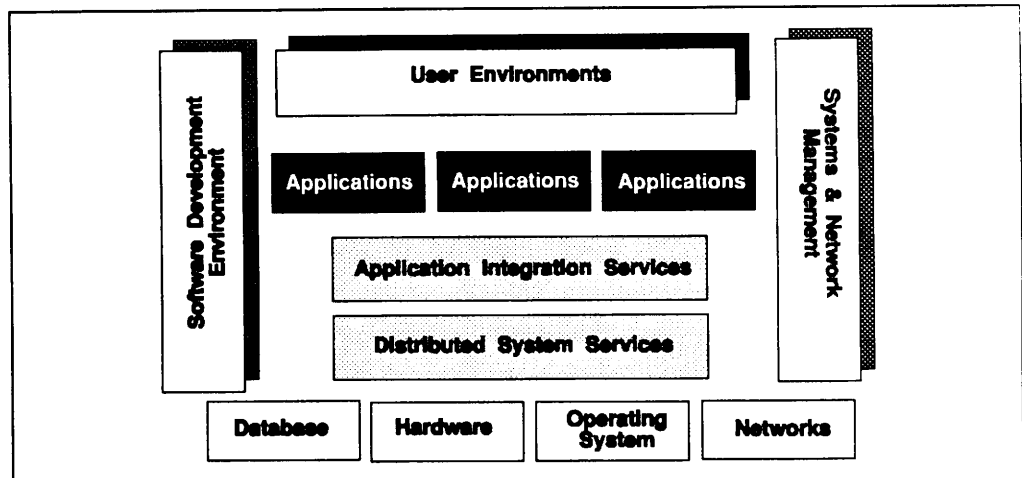 User Environments
Software Development
Environment
Systems & Network
Management
Applications
Applications
Applications
Application Integration Services
Distributed System Services
Database
Hardware
Operating
System
Networks